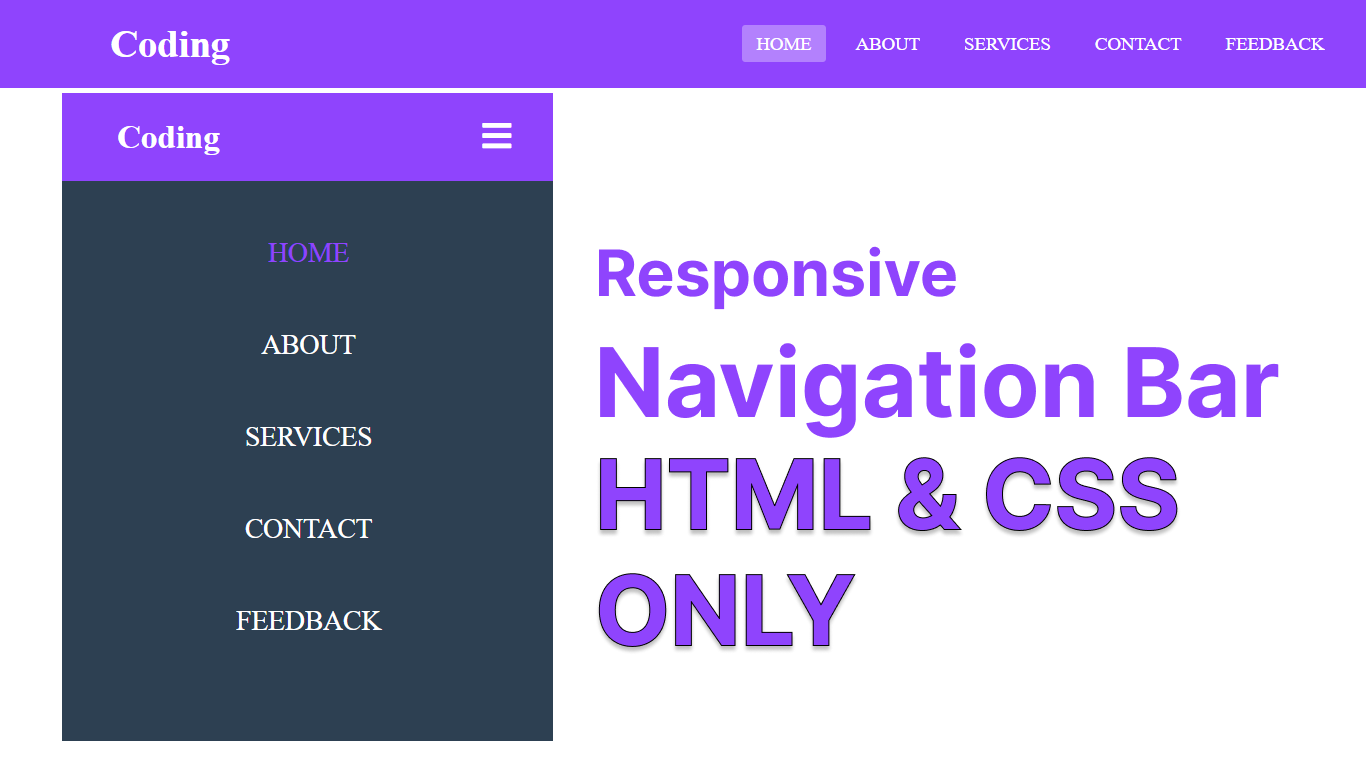 Coding HOME ABOUT SERVICES CONTACT FEEDBACK
Coding
HOME
ABOUT
SERVICES
CONTACT
FEEDBACK
Responsive
Navigation Bar
HTML & CSS
ONLY